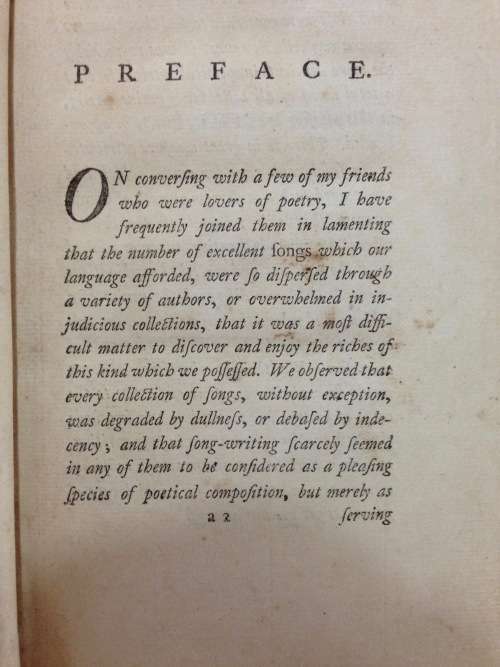 PREFACE.
ON converſing with a few of my friends
who were lovers of poetry, I have
frequently joined them in lamenting
that the number of excellent ſongs which our
language afforded, were ſo diſperſed through
a variety of authors, or overwhelmed in in-
judicious collections, that it was a moſt diffi-
cult matter to diſcover and enjoy the riches of
this kind which we poſſeſſed. We obſerved that
every collection of ſongs, without exception,
was degraded by dullneſs, or debaſed by inde-
cency; and that ſong-writing ſcarcely ſeemed
in any of them to be conſidered as a pleaſing
ſpecies of poetical compoſition, but merely as
a 2 ſerving